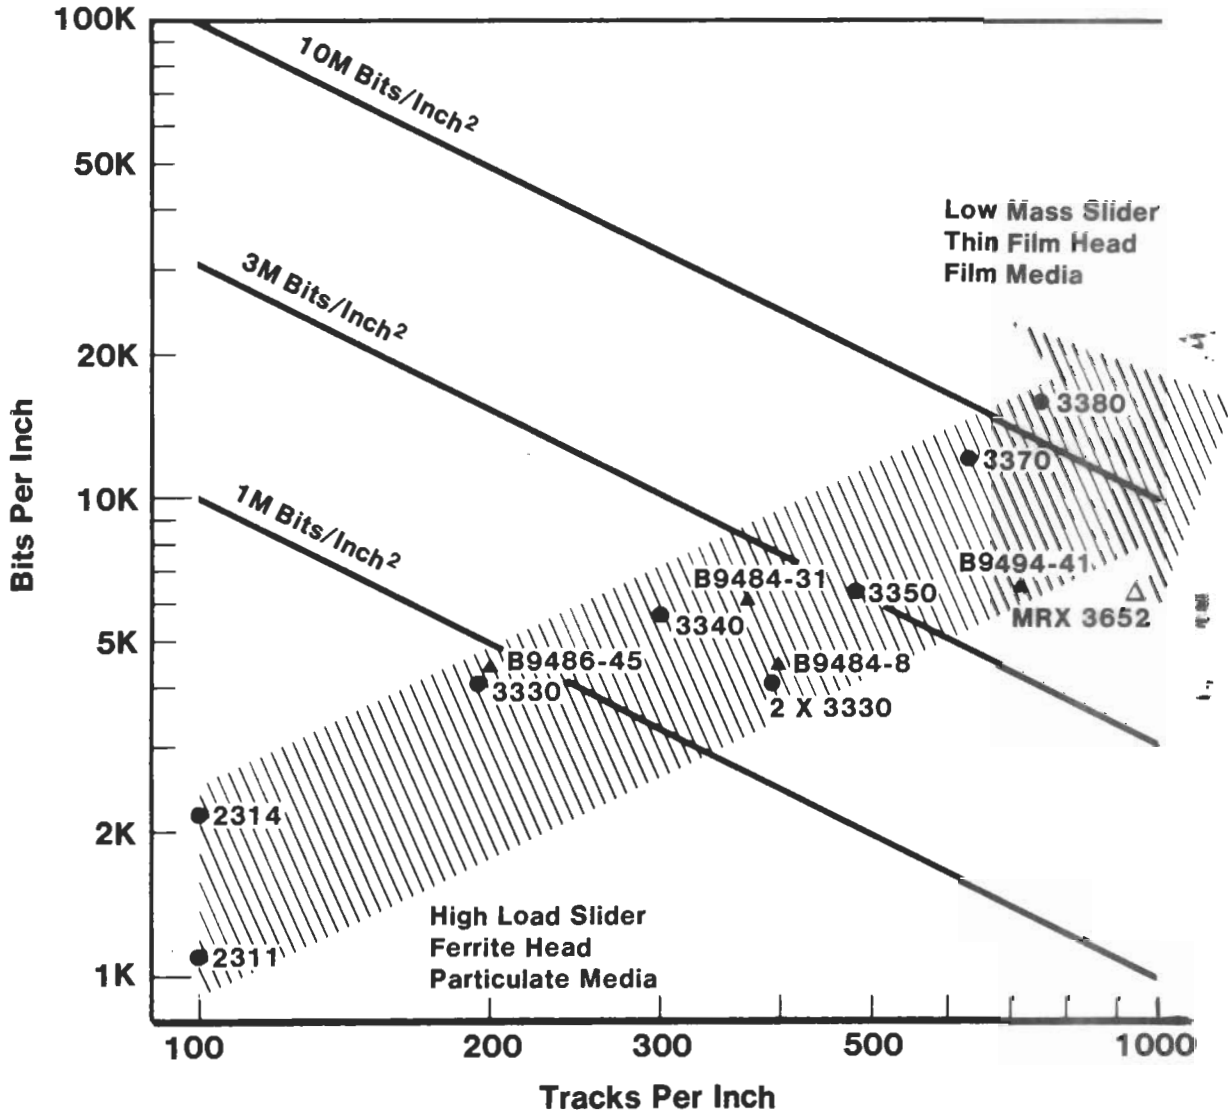 100K
50K
20K
10K
5K
2K
1K
Bits Per Inch
10M Bits/Inch²
3M Bits/Inch²
1M Bits/Inch²
Low Mass Slider
Thin Film Head
Film Media
3380
3370
B9494-41
MRX 3652
B9484-31
3350
3340
B9486-45
3330
B9484-8
2 X 3330
2314
2311
High Load Slider
Ferrite Head
Particulate Media
100
200
300
500
1000
Tracks Per Inch